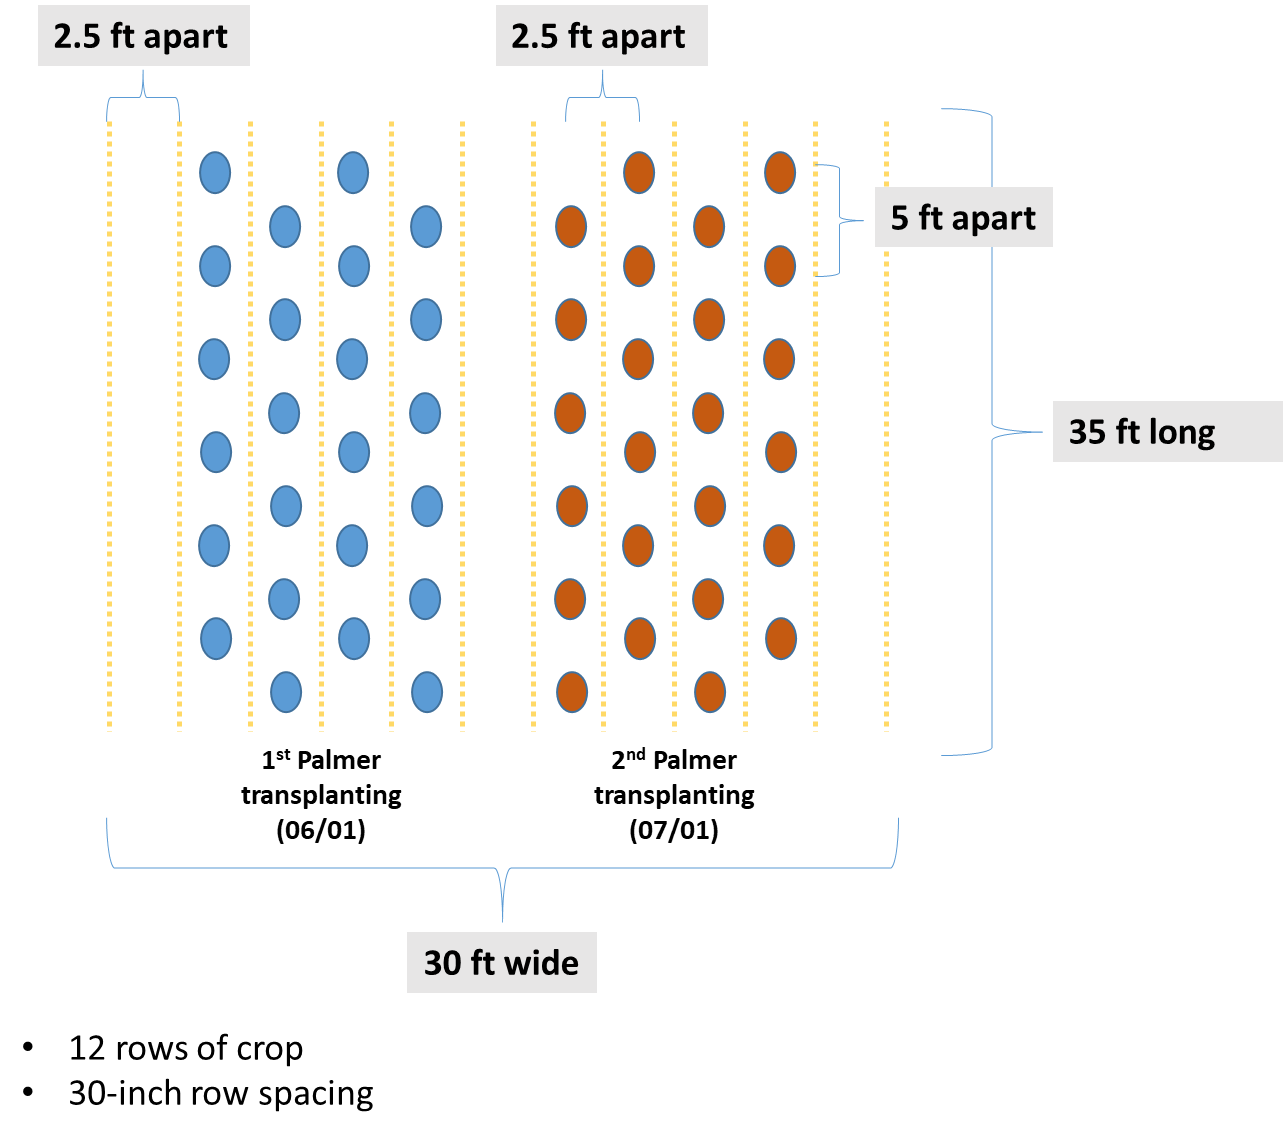 2.5 ft apart
2.5 ft apart
5 ft apart
35 ft long
1st Palmer
transplanting
(06/01)
2nd Palmer
transplanting
(07/01)
30 ft wide
• 12 rows of crop
• 30-inch row spacing